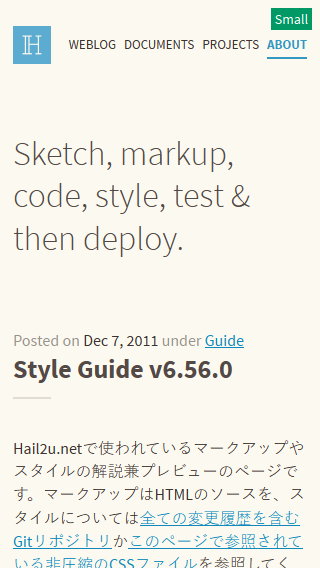 Small
H
WEBLOG DOCUMENTS PROJECTS ABOUT
Sketch, markup,
code, style, test &
then deploy.
Posted on Dec 7, 2011 under Guide
Style Guide v6.56.0
Hail2u.netで使われているマークアップや
スタイルの解説兼プレビューのページで
す。マークアップはHTMLのソースを、ス
タイルについては全ての変更履歴を含む
Gitリポジトリかこのページで参照されて
いる非圧縮のCSSファイルを参照してく